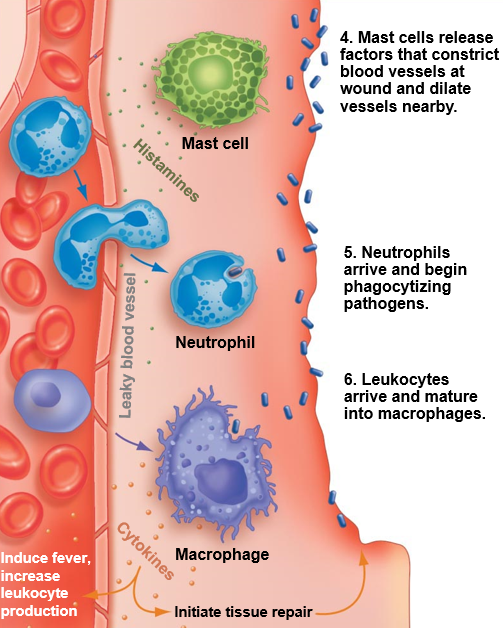 4. Mast cells release
factors that constrict
blood vessels at
wound and dilate
vessels nearby.
Mast cell
Histamines
5. Neutrophils
arrive and begin
phagocytizing
pathogens.
Leaky blood vessel
Neutrophil
6. Leukocytes
arrive and mature
into macrophages.
Cytokines
Macrophage
Induce fever,
increase
leukocyte
production
Initiate tissue repair